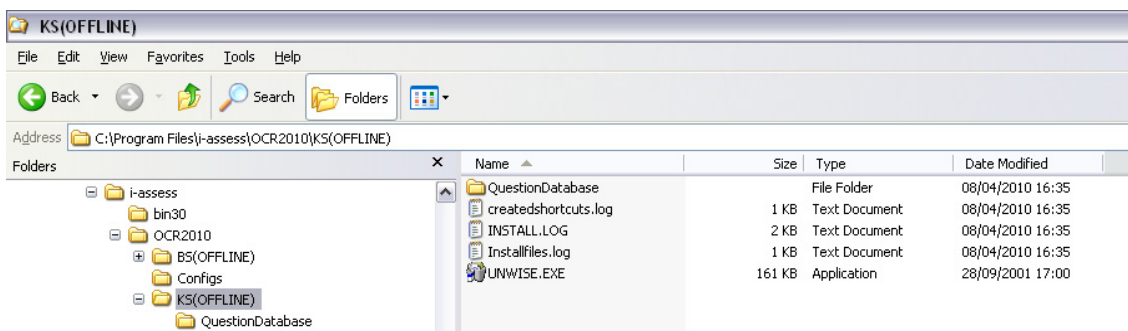 KS(OFFLINE)
File Edit View Favorites Tools Help
Back Search Folders
Address C:\Program Files\i-assess\OCR2010\KS(OFFLINE)
Folders
i-assess
bin30
OCR2010
BS(OFFLINE)
Configs
KS(OFFLINE)
QuestionDatabase
Name Size Type Date Modified
QuestionDatabase File Folder 08/04/2010 16:35
createdshortcuts.log 1 KB Text Document 08/04/2010 16:35
INSTALL.LOG 2 KB Text Document 08/04/2010 16:35
Installfiles.log 1 KB Text Document 08/04/2010 16:35
UNWISE.EXE 161 KB Application 28/09/2001 17:00